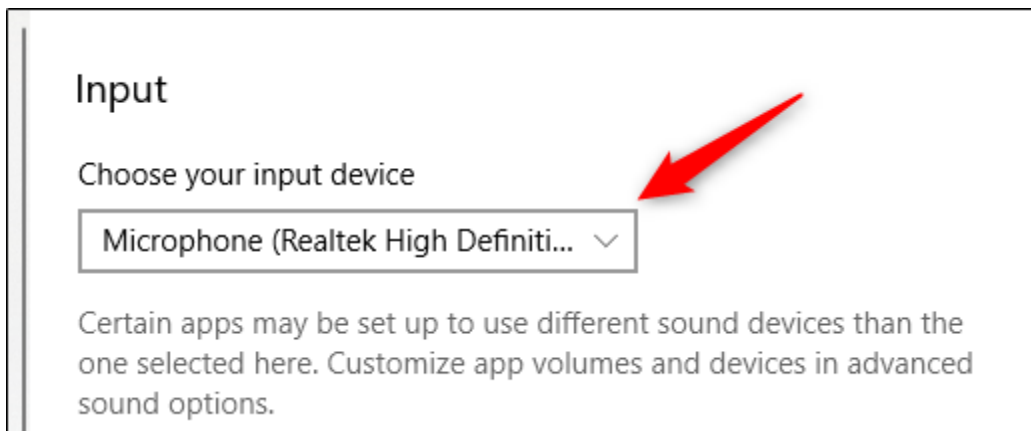 Input
Choose your input device
Microphone (Realtek High Definiti...
Certain apps may be set up to use different sound devices than the
one selected here. Customize app volumes and devices in advanced
sound options.